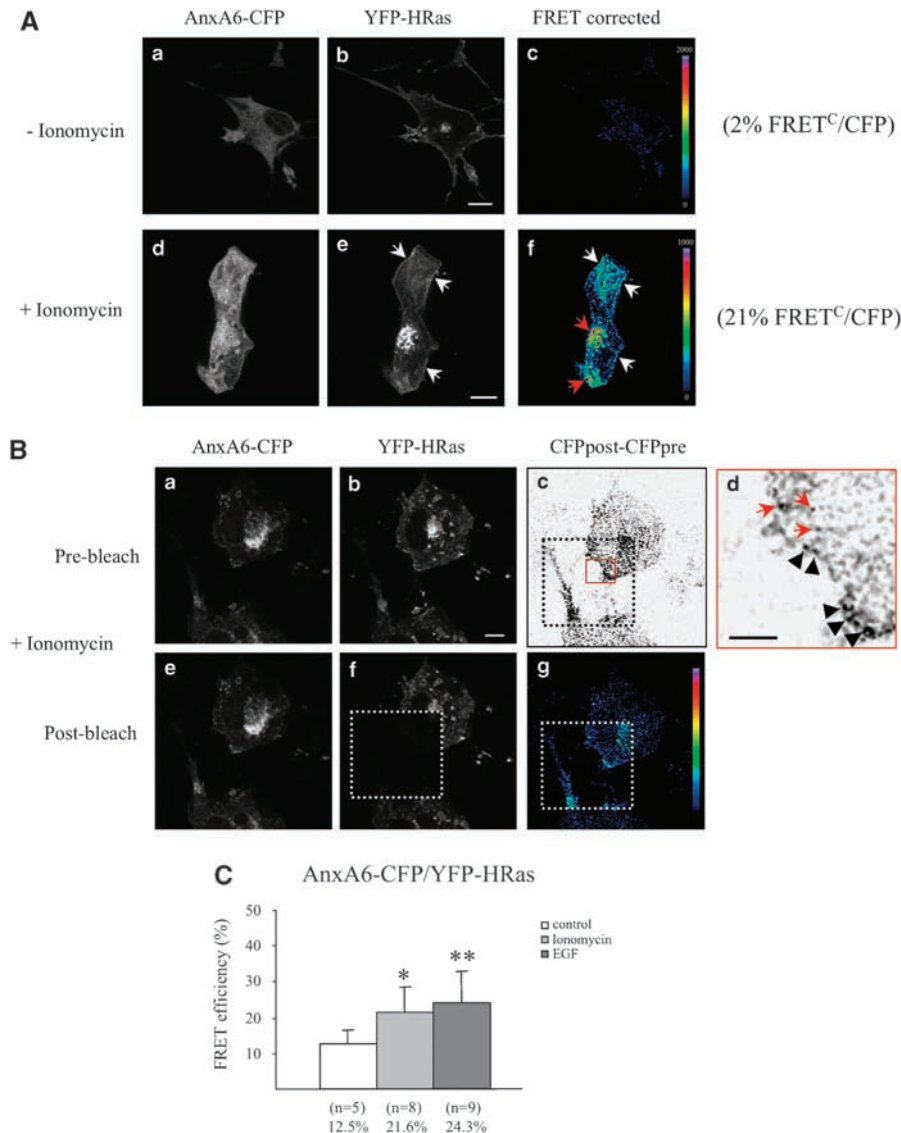 A
AnxA6-CFP YFP-HRas FRET corrected
- Ionomycin
a b c
2000
0
(2% FRETᶜ/CFP)
+ Ionomycin
d e f
1000
0
(21% FRETᶜ/CFP)
B
AnxA6-CFP YFP-HRas CFPpost-CFPpre
Pre-bleach
a b c d
+ Ionomycin
Post-bleach
e f g
C
AnxA6-CFP/YFP-HRas
FRET efficiency (%)
50
40
30
20
10
* **
control
Ionomycin
EGF
(n=5) (n=8) (n=9)
12.5% 21.6% 24.3%